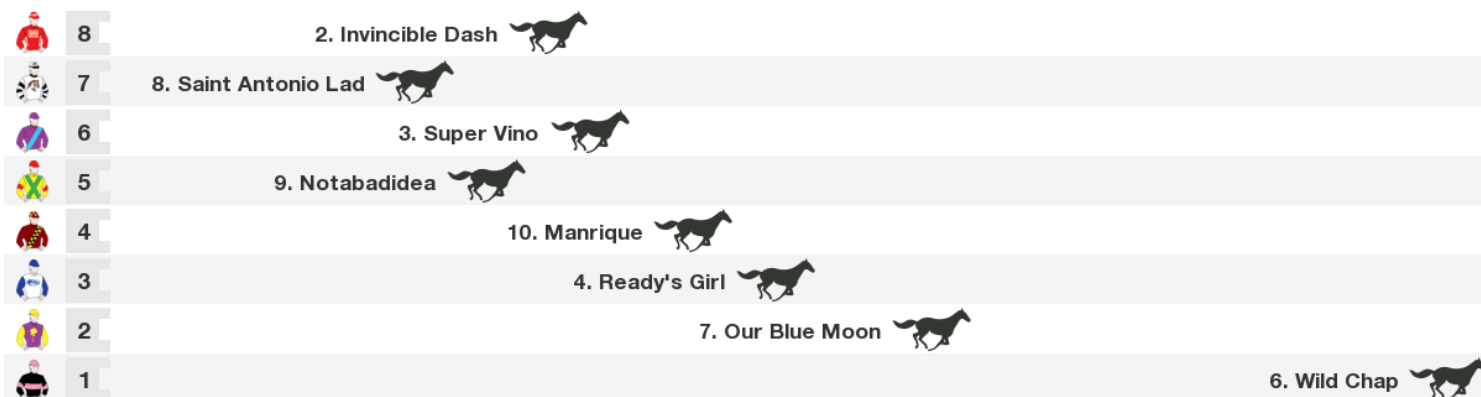 8 2. Invincible Dash
7 8. Saint Antonio Lad
6 3. Super Vino
5 9. Notabadidea
4 10. Manrique
3 4. Ready's Girl
2 7. Our Blue Moon
1 6. Wild Chap